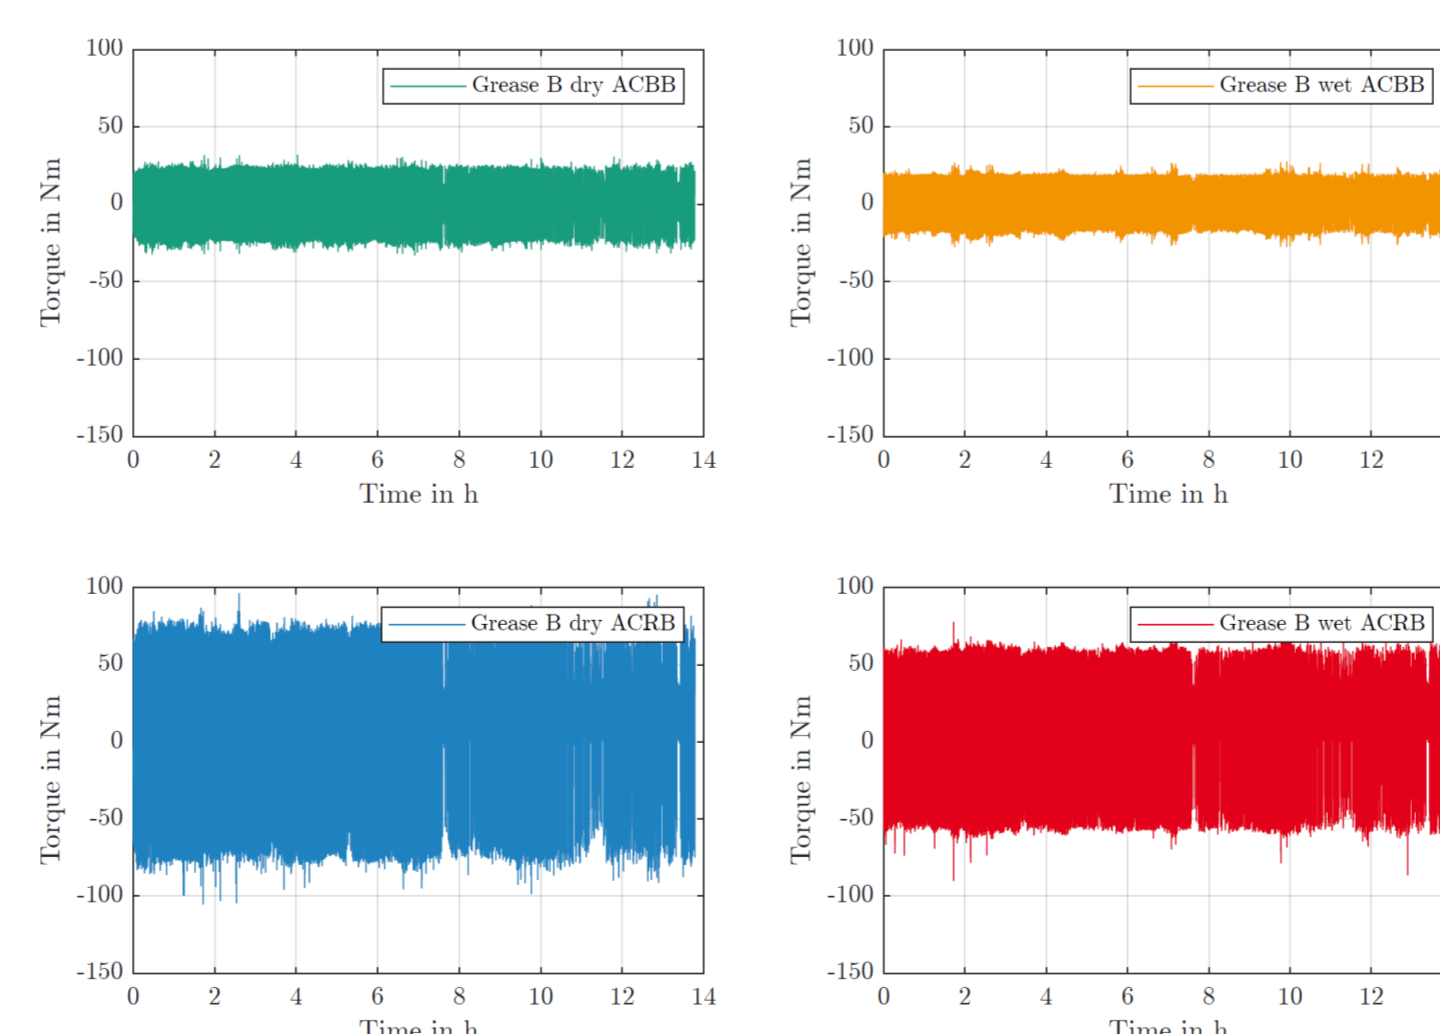 100
50
0
-50
-100
-150
0 2 4 6 8 10 12 14
Time in h
Torque in Nm
Grease B dry ACBB
100
50
0
-50
-100
-150
0 2 4 6 8 10 12
Time in h
Torque in Nm
Grease B wet ACBB
100
50
0
-50
-100
-150
0 2 4 6 8 10 12 14
Time in h
Torque in Nm
Grease B dry ACRB
100
50
0
-50
-100
-150
0 2 4 6 8 10 12
Time in h
Torque in Nm
Grease B wet ACRB